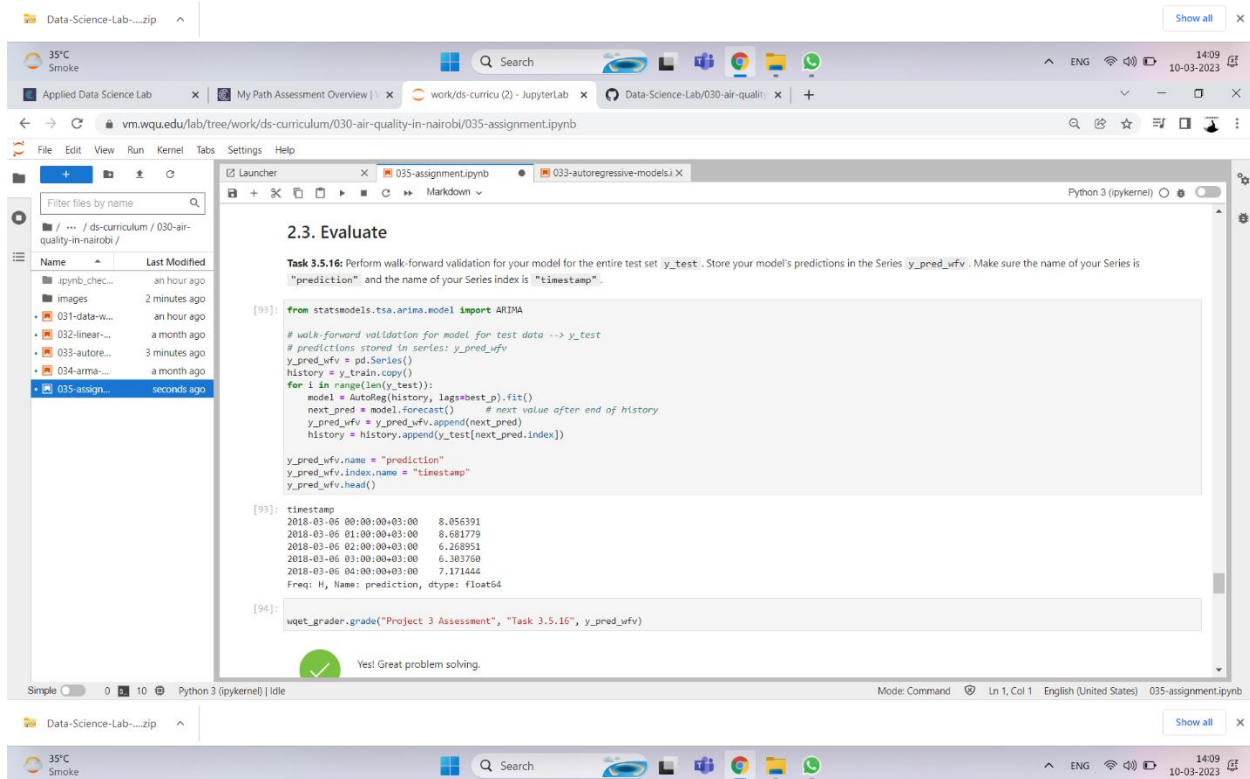 Data-Science-Lab-....zip
Show all
35°C
Smoke
Search
ENG
14:09
10-03-2023
Applied Data Science Lab
My Path Assessment Overview |
work/ds-curricu (2) - JupyterLab
Data-Science-Lab/030-air-quality
vm.wqu.edu/lab/tree/work/ds-curriculum/030-air-quality-in-nairobi/035-assignment.ipynb
File Edit View Run Kernel Tabs Settings Help
Launcher
035-assignment.ipynb
033-autoregressive-models.i
Markdown
Python 3 (ipykernel)
Filter files by name
/ ··· / ds-curriculum / 030-air-
quality-in-nairobi /
Name Last Modified
.ipynb_chec... an hour ago
images 2 minutes ago
031-data-w... an hour ago
032-linear-... a month ago
033-autore... 3 minutes ago
034-arma-... a month ago
035-assign... seconds ago
2.3. Evaluate
Task 3.5.16: Perform walk-forward validation for your model for the entire test set y_test . Store your model's predictions in the Series y_pred_wfv . Make sure the name of your Series is
"prediction" and the name of your Series index is "timestamp" .
[93]: from statsmodels.tsa.arima.model import ARIMA
# walk-forward validation for model for test data --> y_test
# predictions stored in series: y_pred_wfv
y_pred_wfv = pd.Series()
history = y_train.copy()
for i in range(len(y_test)):
model = AutoReg(history, lags=best_p).fit()
next_pred = model.forecast() # next value after end of history
y_pred_wfv = y_pred_wfv.append(next_pred)
history = history.append(y_test[next_pred.index])
y_pred_wfv.name = "prediction"
y_pred_wfv.index.name = "timestamp"
y_pred_wfv.head()
[93]: timestamp
2018-03-06 00:00:00+03:00 8.056391
2018-03-06 01:00:00+03:00 8.681779
2018-03-06 02:00:00+03:00 6.268951
2018-03-06 03:00:00+03:00 6.303760
2018-03-06 04:00:00+03:00 7.171444
Freq: H, Name: prediction, dtype: float64
[94]:
wqet_grader.grade("Project 3 Assessment", "Task 3.5.16", y_pred_wfv)
Yes! Great problem solving.
Simple 0 10 Python 3 (ipykernel) | Idle
Mode: Command Ln 1, Col 1 English (United States) 035-assignment.ipynb
Data-Science-Lab-....zip
Show all
35°C
Smoke
Search
ENG
14:09
10-03-2023